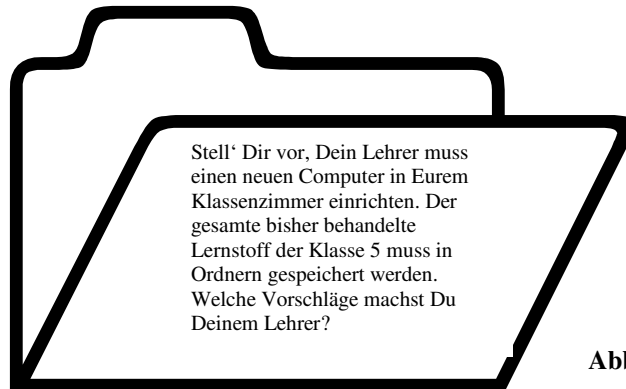 Stell‘ Dir vor, Dein Lehrer muss
einen neuen Computer in Eurem
Klassenzimmer einrichten. Der
gesamte bisher behandelte
Lernstoff der Klasse 5 muss in
Ordnern gespeichert werden.
Welche Vorschläge machst Du
Deinem Lehrer?